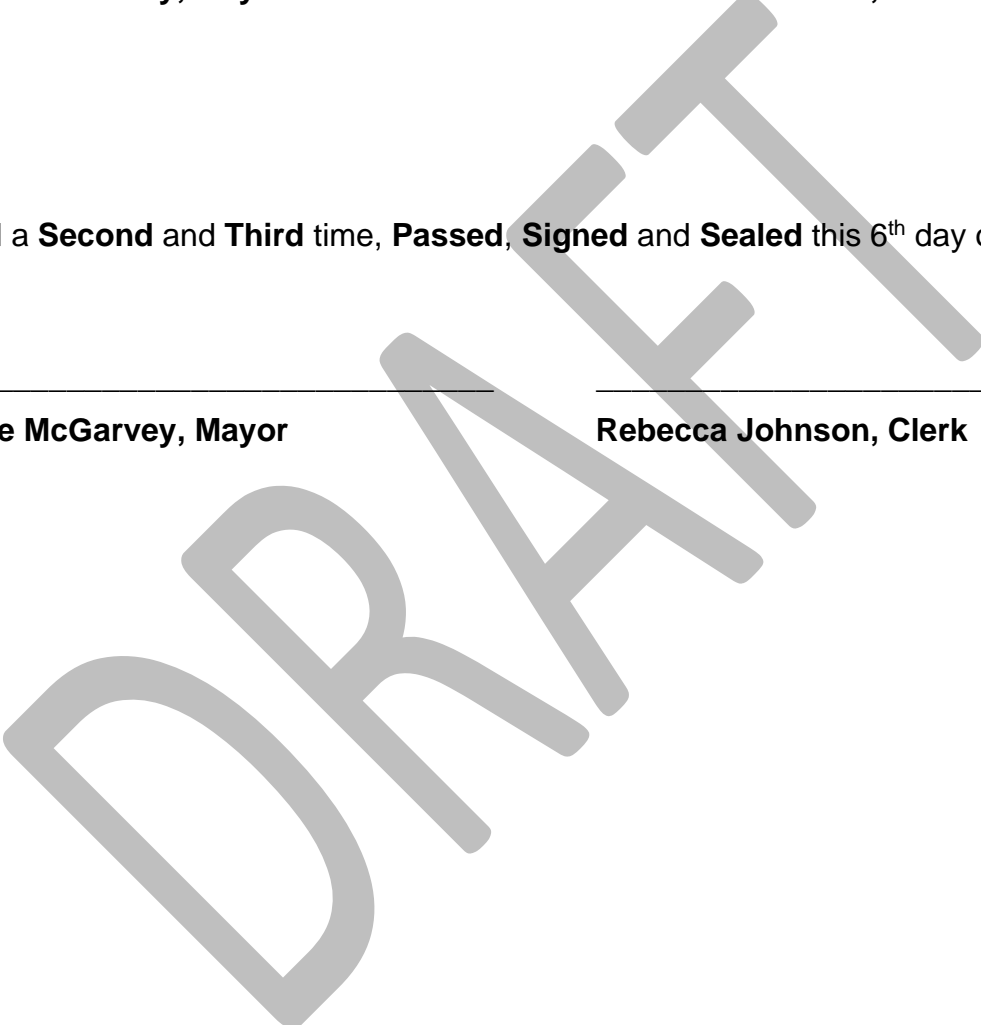 a Second and Third time, Passed, Signed and Sealed this 6th day
McGarvey, Mayor
Rebecca Johnson, Clerk
DRAFT